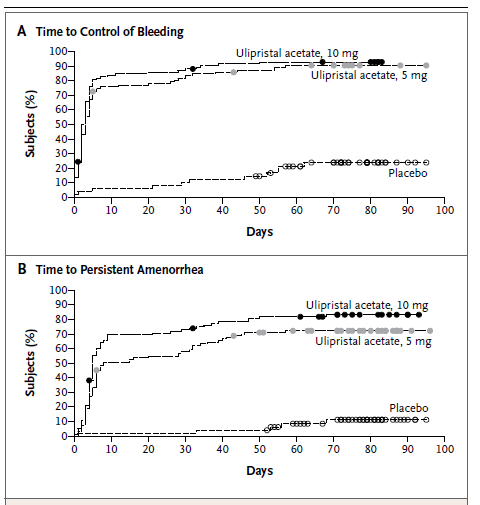 A Time to Control of Bleeding
100
90
80
70
60
50
40
30
20
10
0
Subjects (%)
Ulipristal acetate, 10 mg
Ulipristal acetate, 5 mg
Placebo
0 10 20 30 40 50 60 70 80 90 100
Days
B Time to Persistent Amenorrhea
100
90
80
70
60
50
40
30
20
10
0
Subjects (%)
Ulipristal acetate, 10 mg
Ulipristal acetate, 5 mg
Placebo
0 10 20 30 40 50 60 70 80 90 100
Days